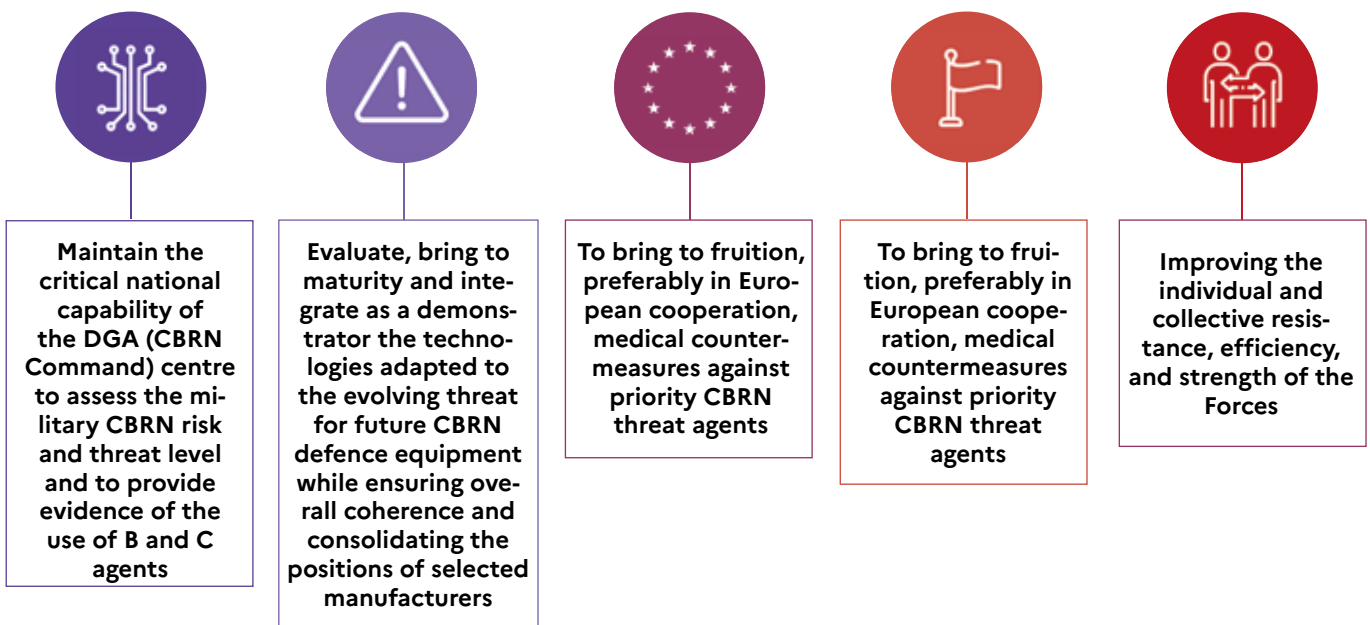 Maintain the
critical national
capability of
the DGA (CBRN
Command) centre
to assess the mi-
litary CBRN risk
and threat level
and to provide
evidence of the
use of B and C
agents
Evaluate, bring to
maturity and inte-
grate as a demons-
trator the techno-
logies adapted to
the evolving threat
for future CBRN
defence equipment
while ensuring ove-
rall coherence and
consolidating the
positions of selected
manufacturers
To bring to fruition,
preferably in Euro-
pean cooperation,
medical counter-
measures against
priority CBRN
threat agents
To bring to frui-
tion, preferably in
European coope-
ration, medical
countermeasures
against priority
CBRN threat
agents
Improving the
individual and
collective resis-
tance, efficiency,
and strength of the
Forces